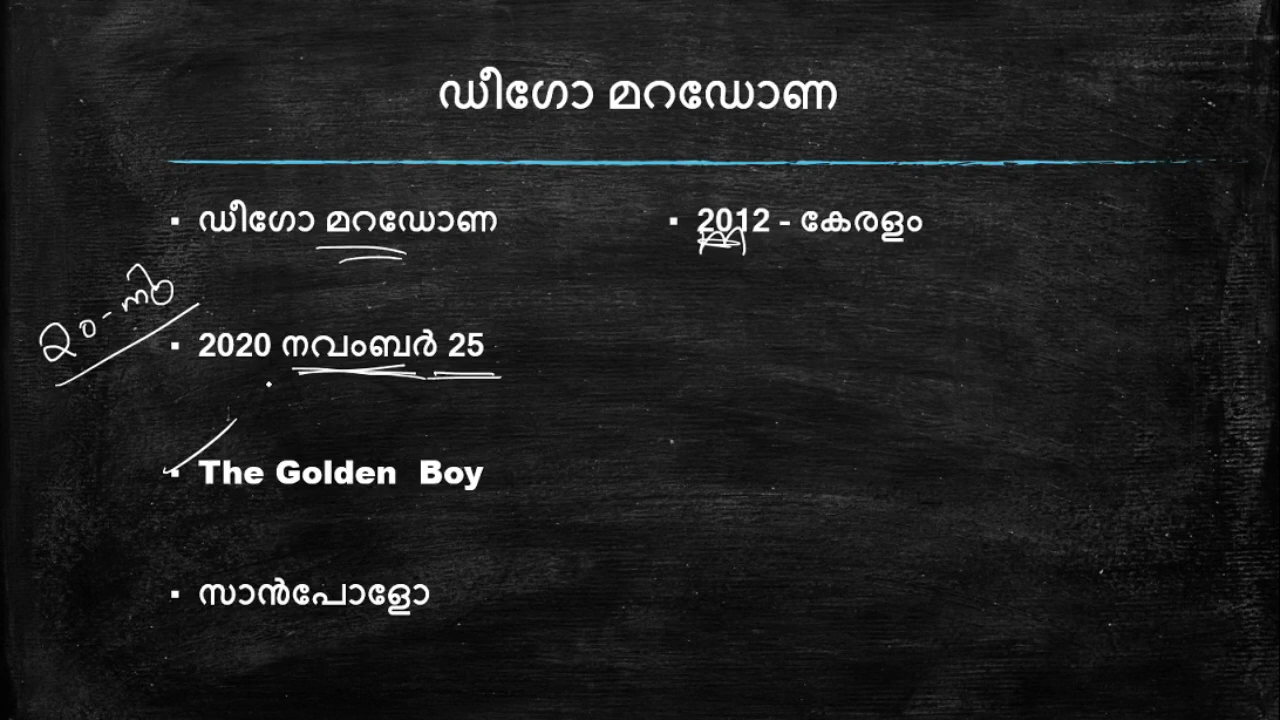 ഡീഗോ മറഡോണ
ഡീഗോ മറഡോണ
2020 നവംബർ 25
The Golden Boy
സാൻപോളോ
2012 - കേരളം